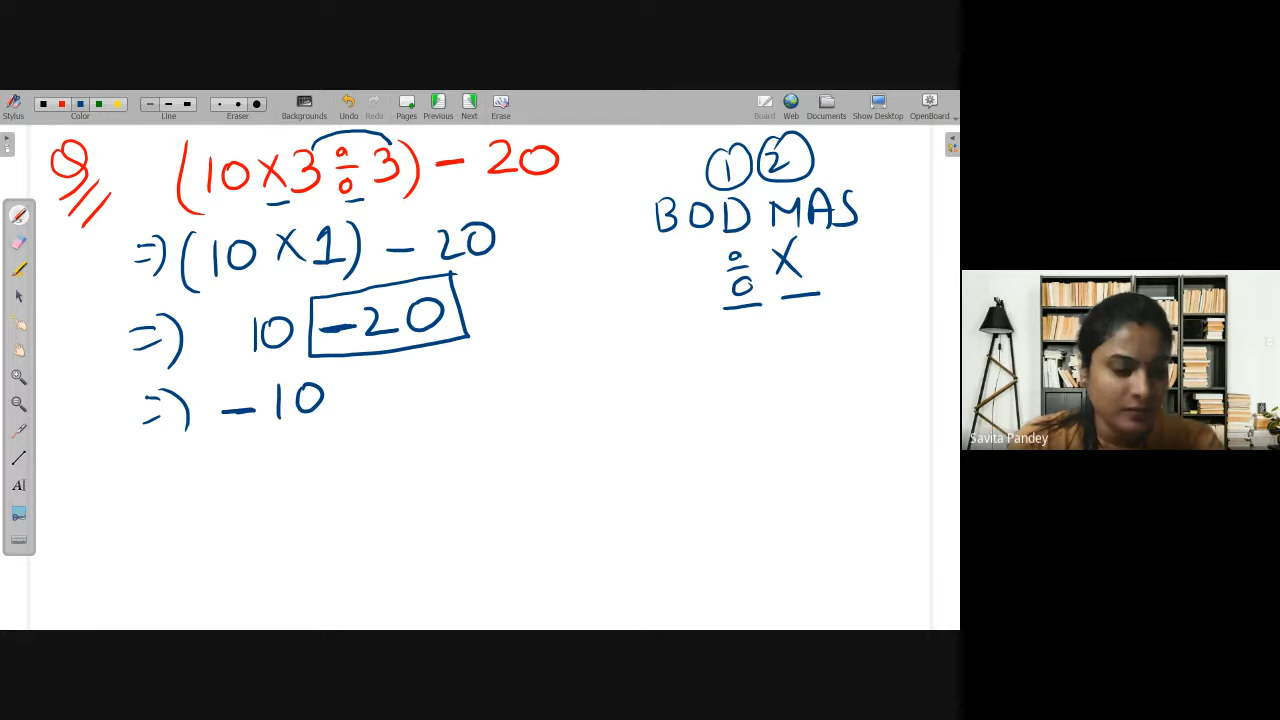 Stylus Color Line Eraser Backgrounds Undo Redo Pages Previous Next Erase Board Web Documents Show Desktop OpenBoard
Q (10 × 3 ÷ 3) - 20
⇒ (10 × 1) - 20
⇒ 10 - 20
⇒ - 10
1 2
BODMAS
÷ ×
A
Savita Pandey